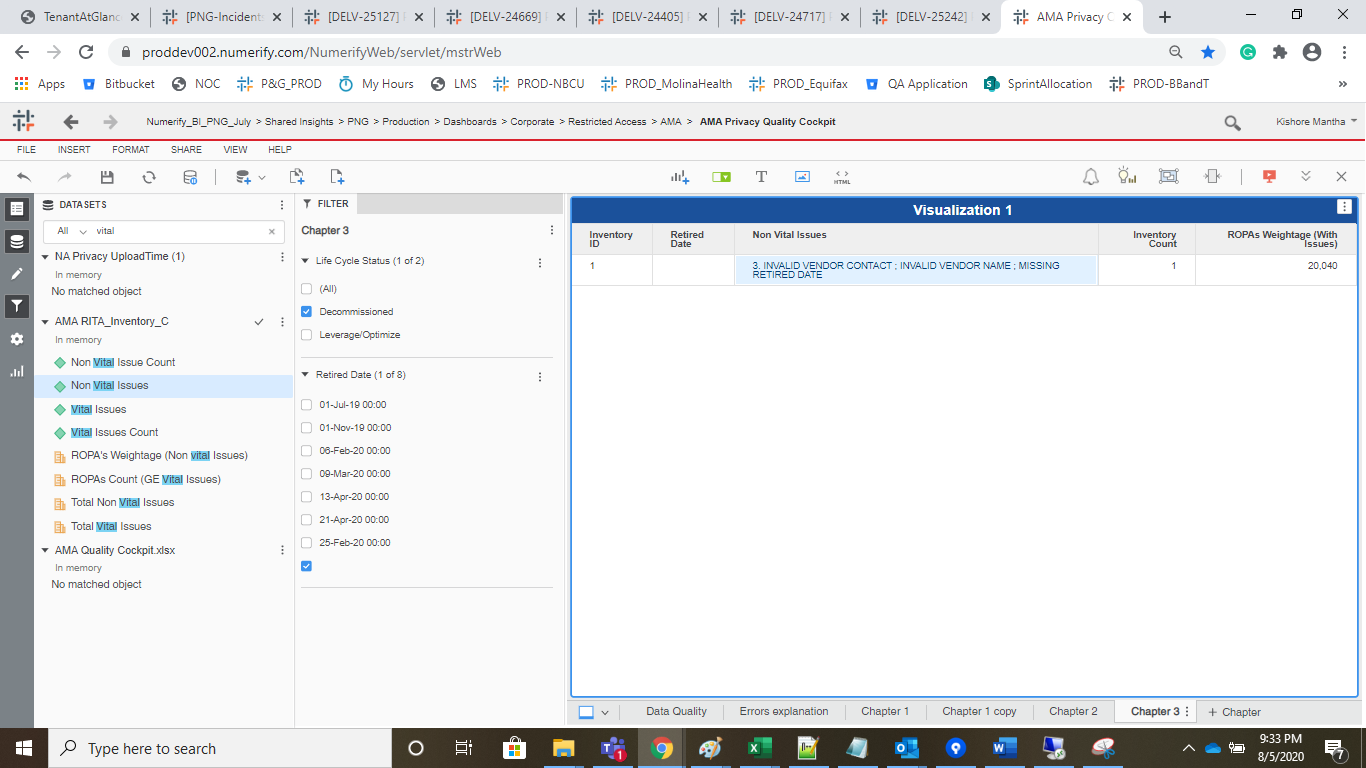 TenantAtGlanc
[PNG-Incident
[DELV-25127]
[DELV-24669]
[DELV-24405]
[DELV-24717]
[DELV-25242]
AMA Privacy C
proddev002.numerify.com/NumerifyWeb/servlet/mstrWeb
Apps Bitbucket NOC P&G_PROD My Hours LMS PROD-NBCU PROD_MolinaHealth PROD_Equifax QA Application SprintAllocation PROD-BBandT »
Numerify_BI_PNG_July > Shared Insights > PNG > Production > Dashboards > Corporate > Restricted Access > AMA > AMA Privacy Quality Cockpit
Kishore Mantha
FILE INSERT FORMAT SHARE VIEW HELP
T
HTML
DATASETS
All vital
NA Privacy UploadTime (1)
In memory
No matched object
AMA RITA_Inventory_C
In memory
Non Vital Issue Count
Non Vital Issues
Vital Issues
Vital Issues Count
ROPA's Weightage (Non vital Issues)
ROPAs Count (GE Vital Issues)
Total Non Vital Issues
Total Vital Issues
AMA Quality Cockpit.xlsx
In memory
No matched object
FILTER
Chapter 3
Life Cycle Status (1 of 2)
(All)
Decommissioned
Leverage/Optimize
Retired Date (1 of 8)
01-Jul-19 00:00
01-Nov-19 00:00
06-Feb-20 00:00
09-Mar-20 00:00
13-Apr-20 00:00
21-Apr-20 00:00
25-Feb-20 00:00
Visualization 1
Inventory
ID
Retired
Date
Non Vital Issues
Inventory
Count
ROPAs Weightage (With
Issues)
1
3. INVALID VENDOR CONTACT ; INVALID VENDOR NAME ; MISSING
RETIRED DATE
1
20,040
Data Quality Errors explanation Chapter 1 Chapter 1 copy Chapter 2 Chapter 3 + Chapter
Type here to search
1
9:33 PM
8/5/2020
7